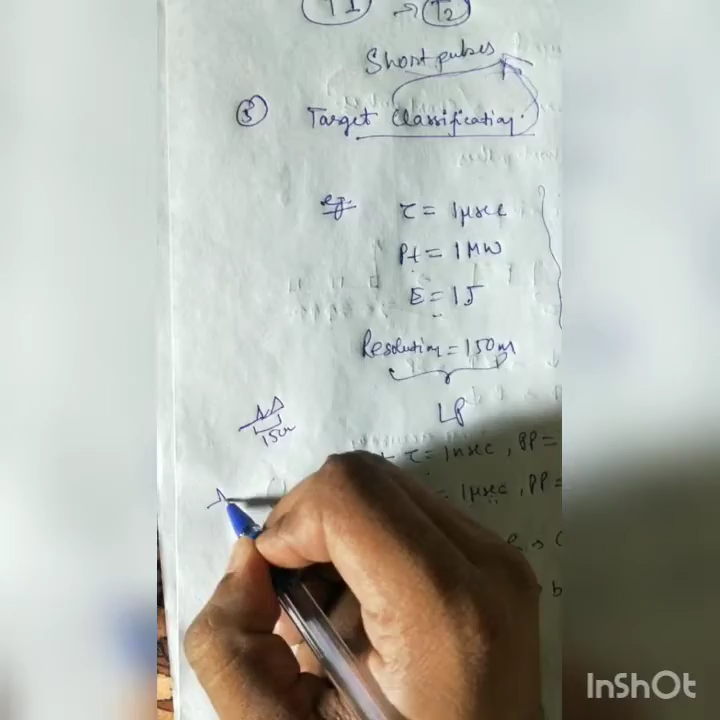 T1 → T2
Short pulses
③ Target Classification.
eg. τ = 1μsec
Pt = 1MW
E = 1J
Resolution = 150m
LP
150m
τ = 1nsec, PP =
= 1μsec, PP =
InShOt